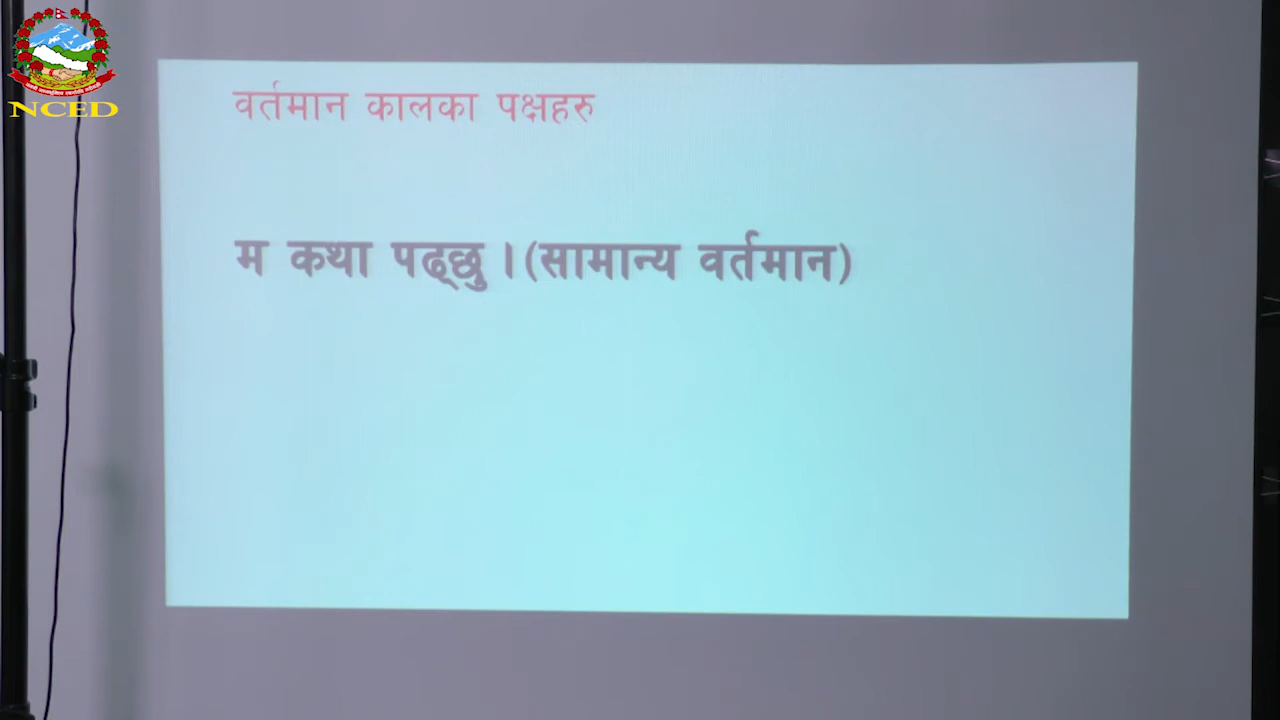 NCED
वर्तमान कालका पक्षहरु
म कथा पढ्छु । (सामान्य वर्तमान)